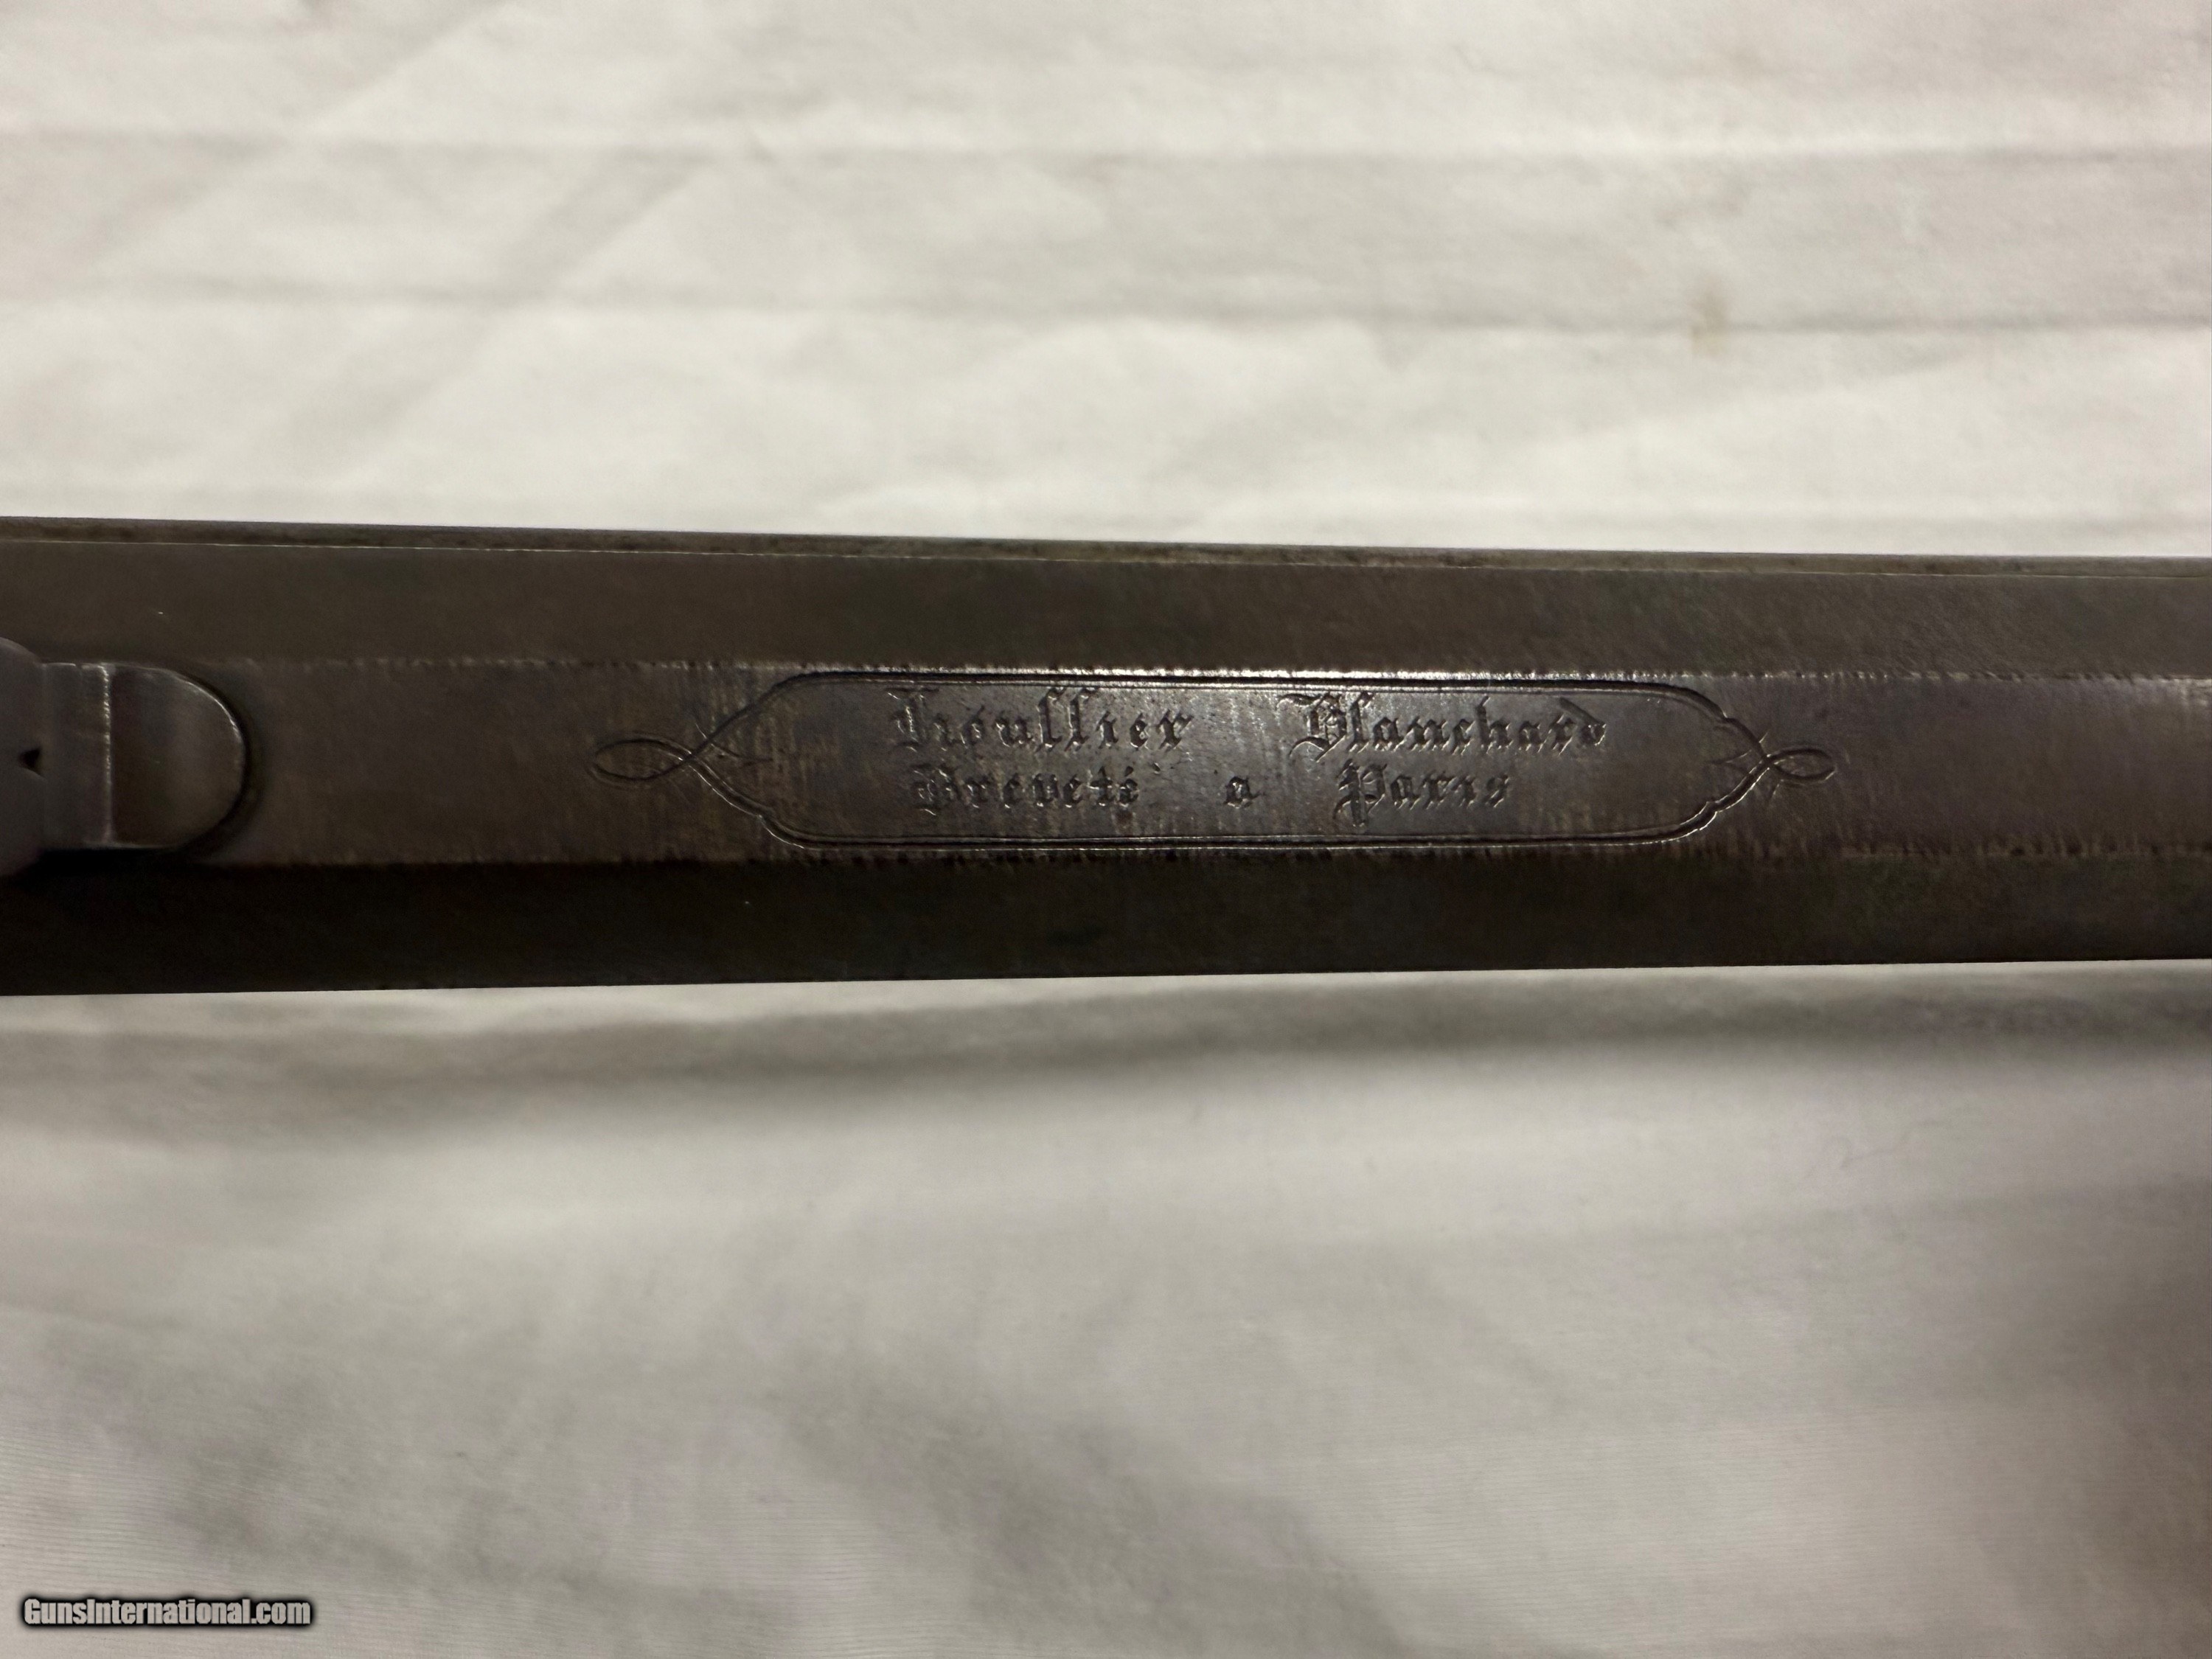 Houllier Blanchard
Breveté a Paris
GunsInternational.com